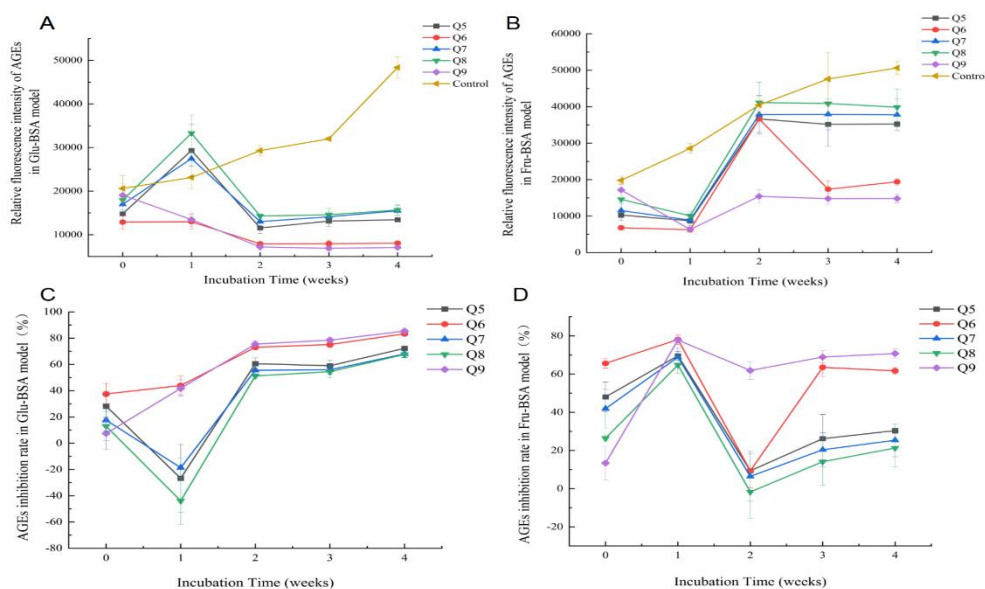 A
Relative fluorescence intensity of AGEs
in Glu-BSA model
50000
40000
30000
20000
10000
0
1
2
3
4
Incubation Time (weeks)
Q5
Q6
Q7
Q8
Q9
Control
B
Relative fluorescence intensity of AGEs
in Fru-BSA model
60000
50000
40000
30000
20000
10000
0
0
1
2
3
4
Incubation Time (weeks)
Q5
Q6
Q7
Q8
Q9
Control
C
AGEs inhibition rate in Glu-BSA model (%)
100
80
60
40
20
0
-20
-40
-60
-80
0
1
2
3
4
Incubation Time (weeks)
Q5
Q6
Q7
Q8
Q9
D
AGEs inhibition rate in Fru-BSA model (%)
80
60
40
20
0
-20
0
1
2
3
4
Incubation Time (weeks)
Q5
Q6
Q7
Q8
Q9